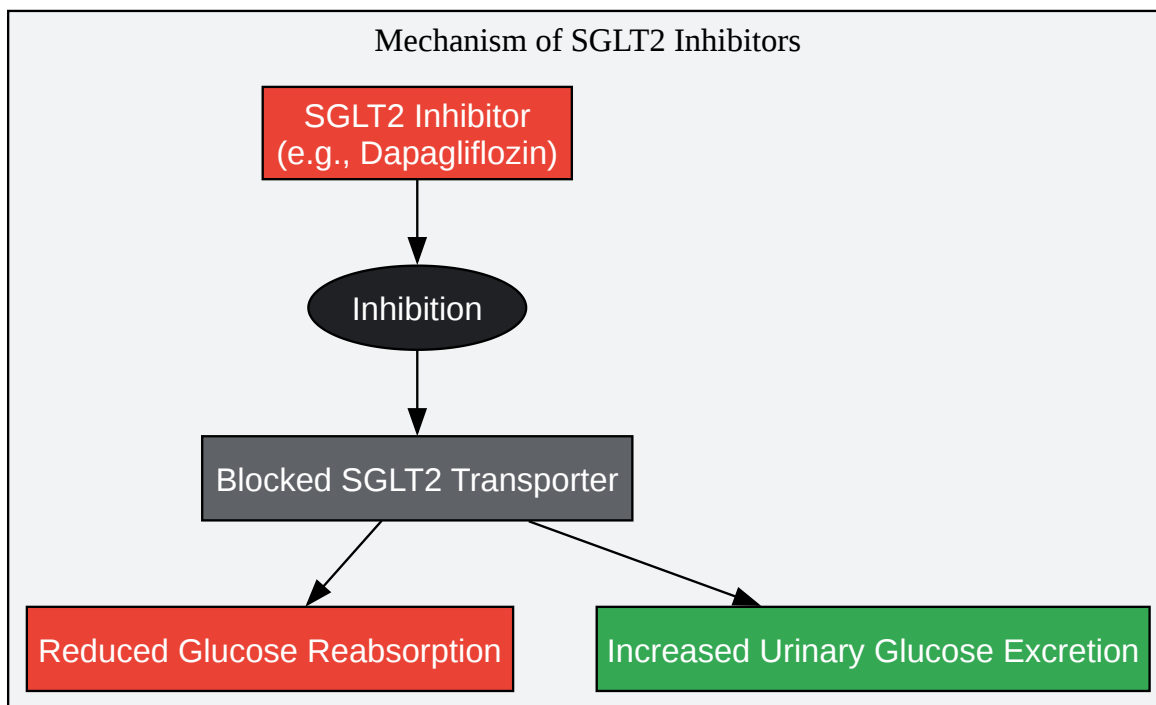 Mechanism of SGLT2 Inhibitors
SGLT2 Inhibitor
(e.g., Dapagliflozin)
Inhibition
Blocked SGLT2 Transporter
Reduced Glucose Reabsorption
Increased Urinary Glucose Excretion